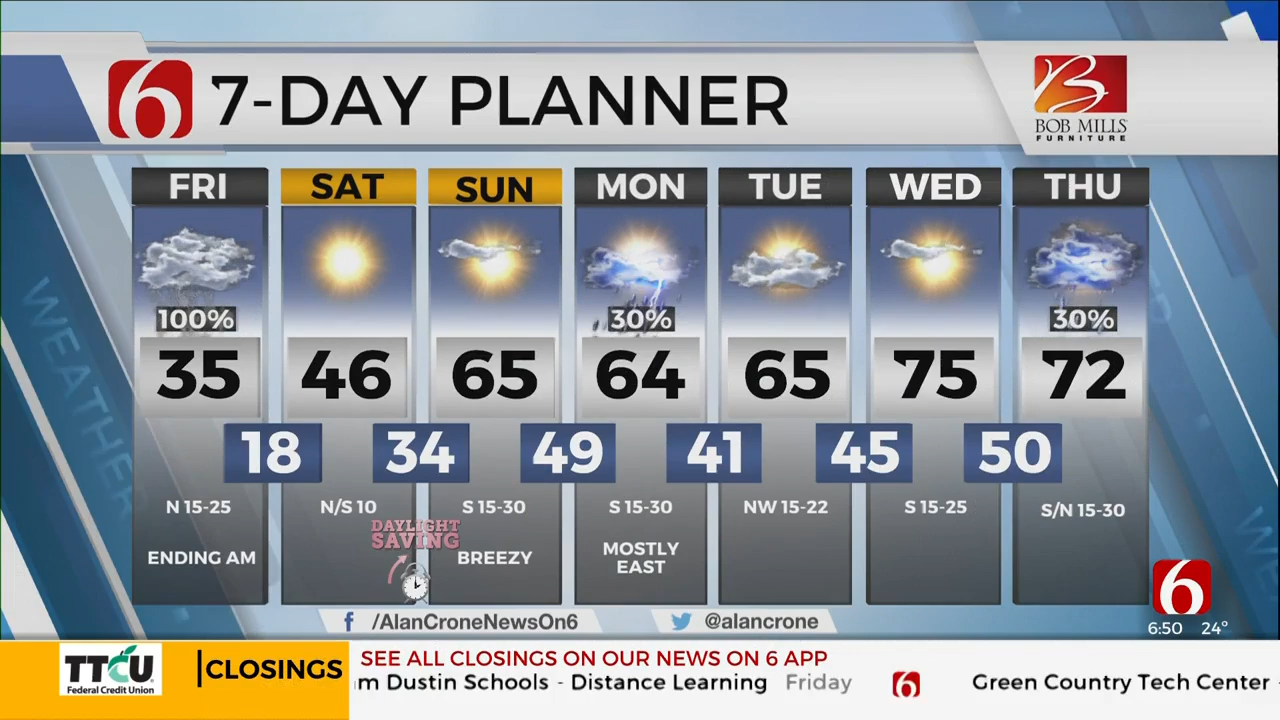 6 7-DAY PLANNER
B
BOB MILLS
FURNITURE
FRI SAT SUN MON TUE WED THU
100% 30% 30%
35 46 65 64 65 75 72
18 34 49 41 45 50
N 15-25 N/S 10 S 15-30 S 15-30 NW 15-22 S 15-25 S/N 15-30
DAYLIGHT
SAVING
ENDING AM BREEZY MOSTLY
EAST
WEATHER
6
/AlanCroneNewsOn6 @alancrone
6:50 24°
TTCU
Federal Credit Union
CLOSINGS
SEE ALL CLOSINGS ON OUR NEWS ON 6 APP
m Dustin Schools - Distance Learning Friday 6 Green Country Tech Center -